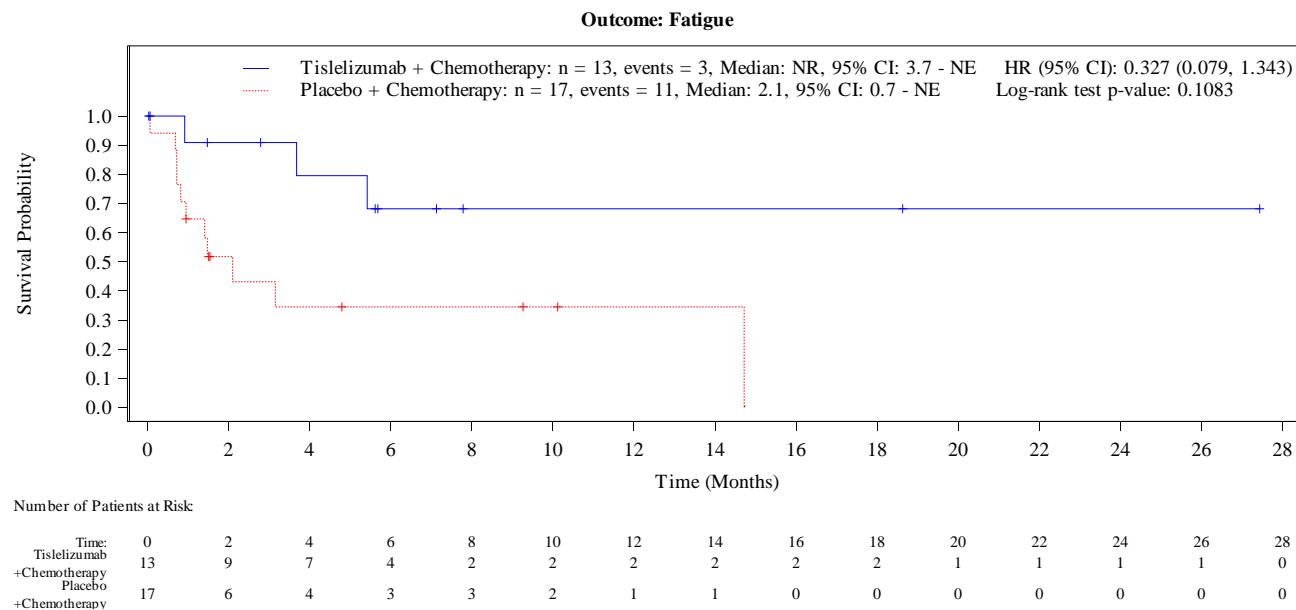 Outcome: Fatigue
Tislelizumab + Chemotherapy: n = 13, events = 3, Median: NR, 95% CI: 3.7 - NE HR (95% CI): 0.327 (0.079, 1.343)
Placebo + Chemotherapy: n = 17, events = 11, Median: 2.1, 95% CI: 0.7 - NE Log-rank test p-value: 0.1083
Survival Probability
1.0
0.9
0.8
0.7
0.6
0.5
0.4
0.3
0.2
0.1
0.0
0 2 4 6 8 10 12 14 16 18 20 22 24 26 28
Time (Months)
Number of Patients at Risk:
Time: 0 2 4 6 8 10 12 14 16 18 20 22 24 26 28
Tislelizumab
+Chemotherapy 13 9 7 4 2 2 2 2 2 2 1 1 1 1 0
Placebo
+Chemotherapy 17 6 4 3 3 2 1 1 0 0 0 0 0 0 0